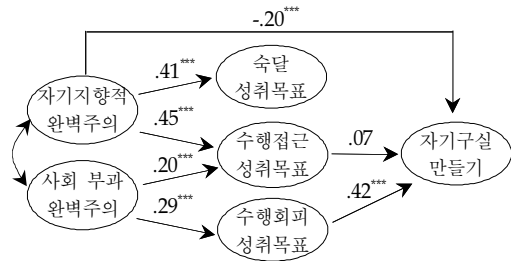 -.20***
.41***
숙달
성취목표
자기지향적
완벽주의
.45***
수행접근
성취목표
.07
자기구실
만들기
.20***
사회 부과
완벽주의
.42***
.29***
수행회피
성취목표